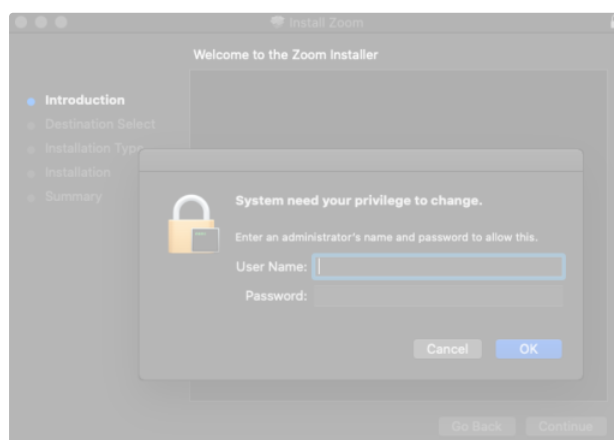 Install Zoom
Welcome to the Zoom Installer
Introduction
Destination Select
Installation Type
Installation
Summary
System need your privilege to change.
Enter an administrator's name and password to allow this.
User Name:
Password:
Cancel
OK
Go Back
Continue